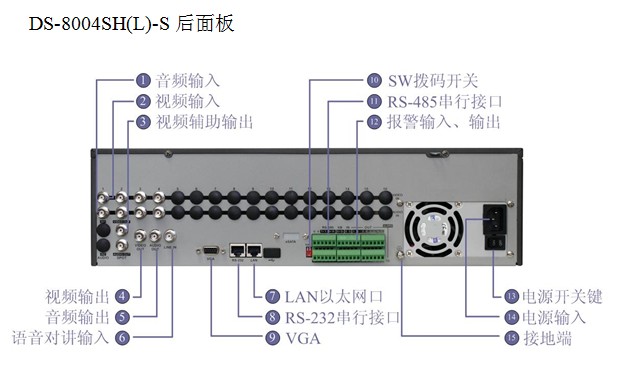 DS-8004SH(L)-S 后面板
1 音频输入
2 视频输入
3 视频辅助输出
10 SW拨码开关
11 RS-485串行接口
12 报警输入、输出
视频输出 4
音频输出 5
语音对讲输入 6
7 LAN以太网口
8 RS-232串行接口
9 VGA
13 电源开关键
14 电源输入
15 接地端